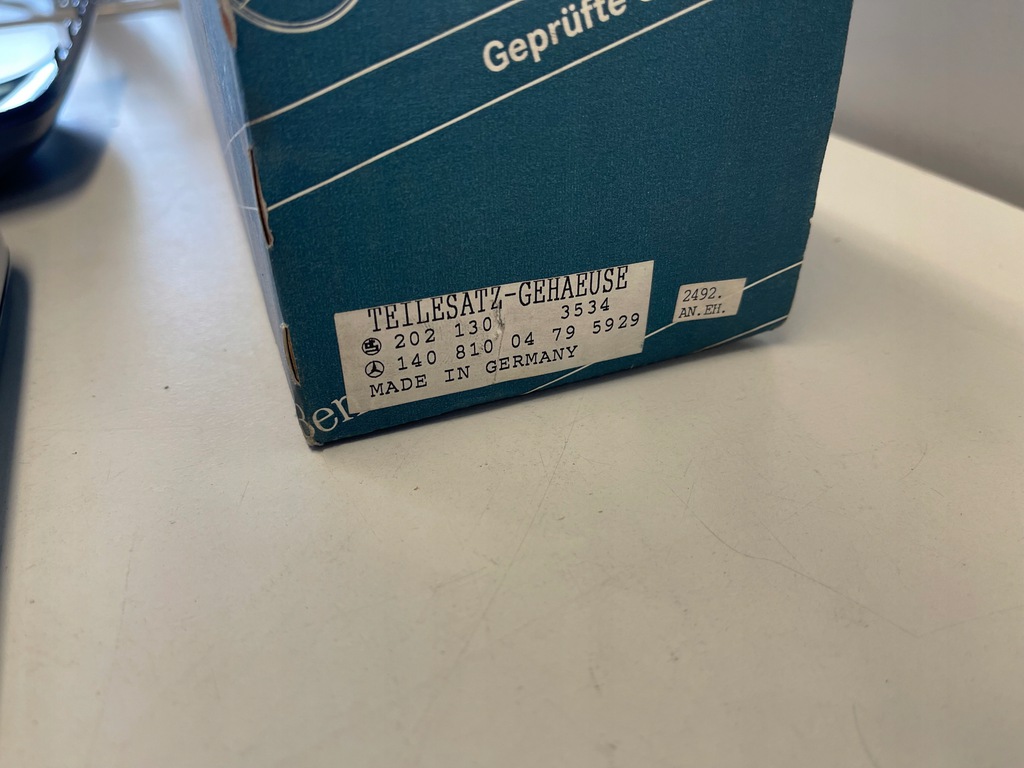 Geprüfte
TEILESATZ-GEHAEUSE
202 130 3534
140 810 04 79 5929
MADE IN GERMANY
2492.
AN.EH.